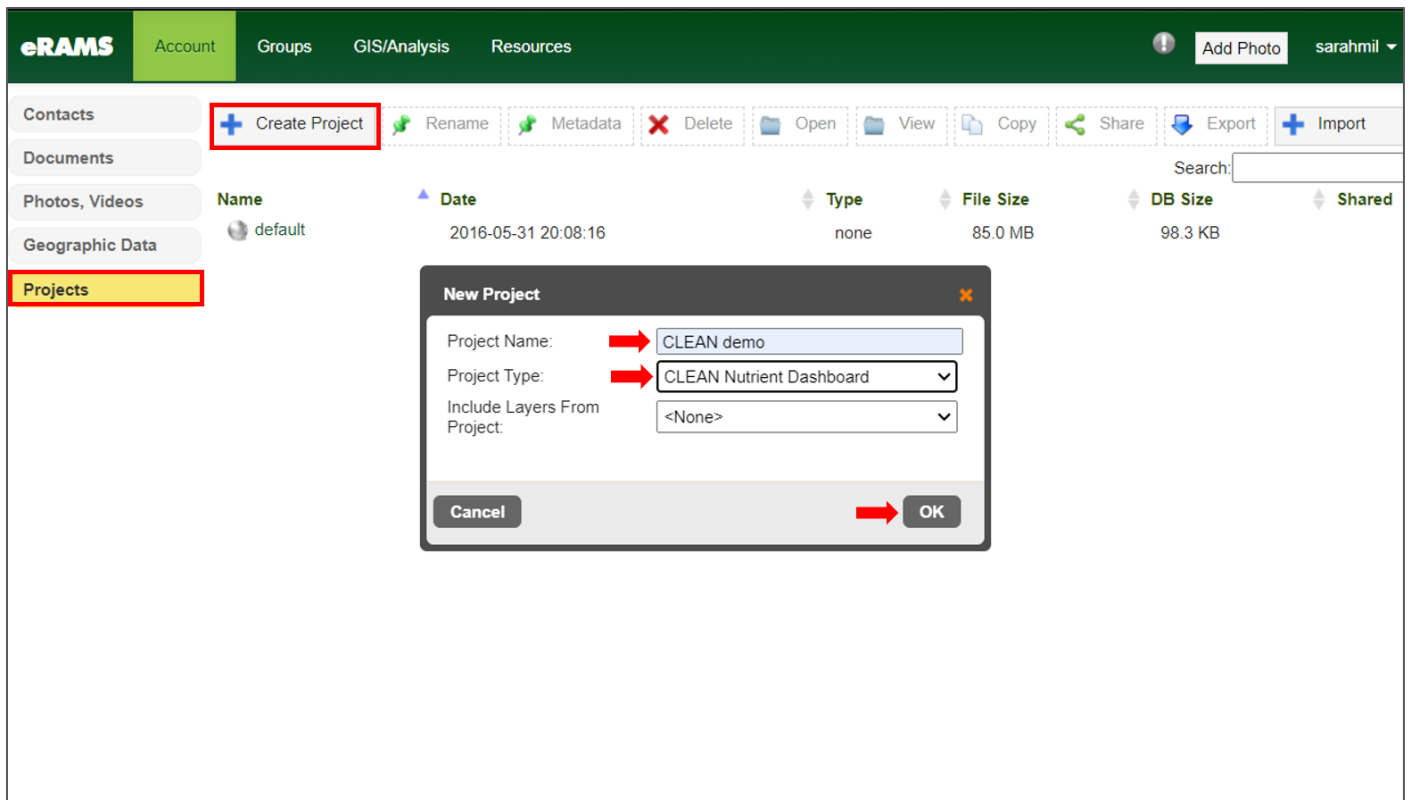 eRAMS Account Groups GIS/Analysis Resources Add Photo sarahmil
Contacts
Documents
Photos, Videos
Geographic Data
Projects
Create Project Rename Metadata Delete Open View Copy Share Export Import
Search:
Name Date Type File Size DB Size Shared
default 2016-05-31 20:08:16 none 85.0 MB 98.3 KB
New Project
Project Name: CLEAN demo
Project Type: CLEAN Nutrient Dashboard
Include Layers From
Project: <None>
Cancel OK